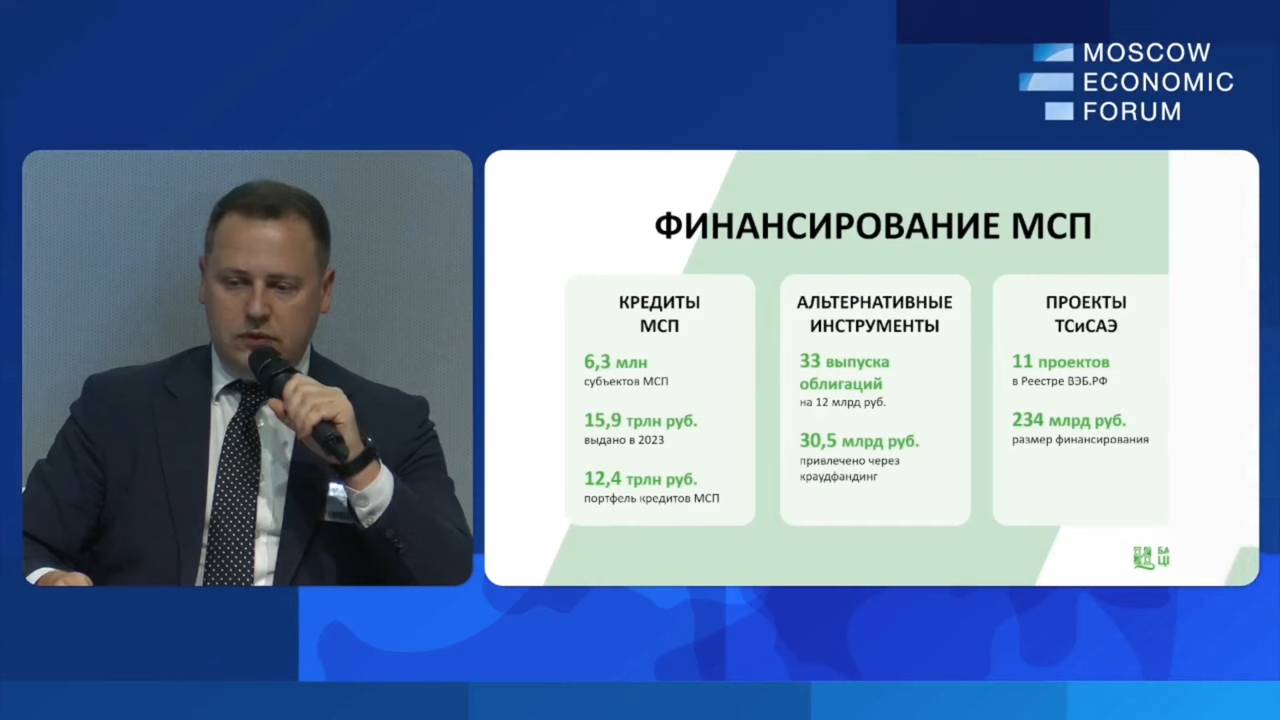 MOSCOW
ECONOMIC
FORUM
ФИНАНСИРОВАНИЕ МСП
КРЕДИТЫ
МСП
6,3 млн
субъектов МСП
15,9 трлн руб.
выдано в 2023
12,4 трлн руб.
портфель кредитов МСП
АЛЬТЕРНАТИВНЫЕ
ИНСТРУМЕНТЫ
33 выпуска
облигаций
на 12 млрд руб.
30,5 млрд руб.
привлечено через
краудфандинг
ПРОЕКТЫ
ТСиСАЭ
11 проектов
в Реестре ВЭБ.РФ
234 млрд руб.
размер финансирования